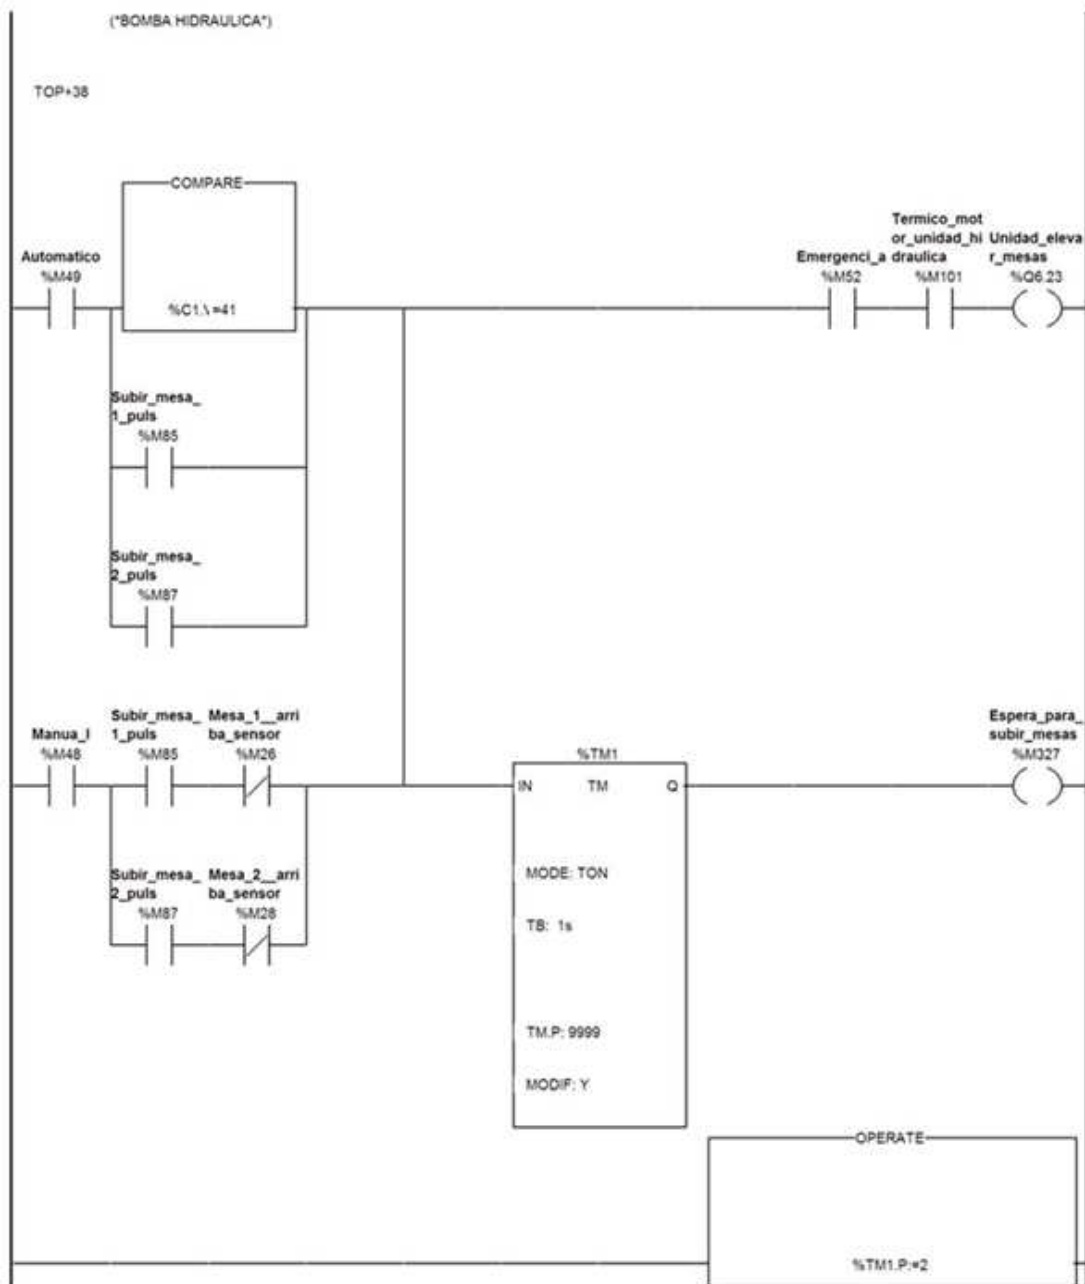 (*BOMBA HIDRAULICA*)
TOP+38
COMPARE
Automatico
%M49
%C1.\=41
Termico_mot
or_unidad_hi
draulica
%M101
Unidad_eleva
r_mesas
%Q6.23
Emergenci_a
%M52
Subir_mesa_
1_puls
%M85
Subir_mesa_
2_puls
%M87
Manua_l
%M48
Subir_mesa_
1_puls
%M85
Mesa_1__arri
ba_sensor
%M26
Subir_mesa_
2_puls
%M87
Mesa_2__arri
ba_sensor
%M28
%TM1
IN TM Q
MODE: TON
TB: 1s
TM.P: 9999
MODIF: Y
Espera_para_
subir_mesas
%M327
OPERATE
%TM1.P:=2